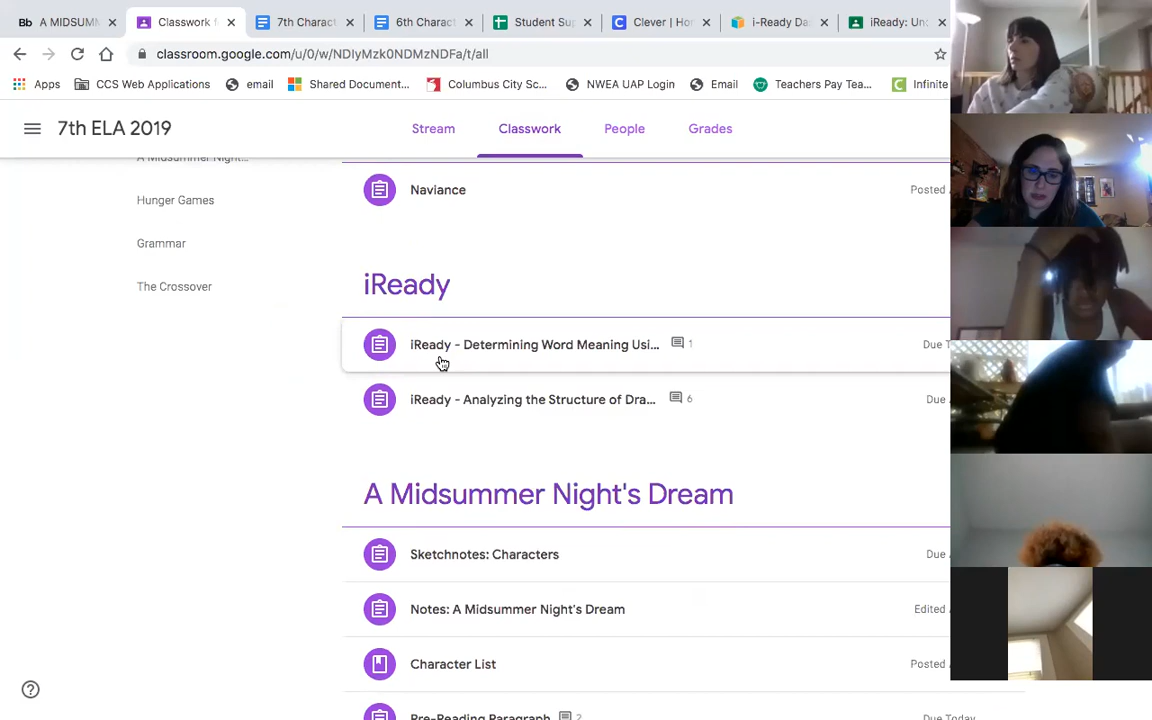 Bb A MIDSUMM
Classwork f
7th Charact
6th Charact
Student Sup
Clever | Hor
i-Ready Da
iReady: Unc
classroom.google.com/u/0/w/NDIyMzk0NDMzNDFa/t/all
Apps
CCS Web Applications
email
Shared Document...
Columbus City Sc...
NWEA UAP Login
Email
Teachers Pay Tea...
Infinite
7th ELA 2019
Stream
Classwork
People
Grades
A Midsummer Night...
Hunger Games
Grammar
The Crossover
Naviance
Posted
iReady
iReady - Determining Word Meaning Usi... 1
Due T
iReady - Analyzing the Structure of Dra... 6
Due
A Midsummer Night's Dream
Sketchnotes: Characters
Due
Notes: A Midsummer Night's Dream
Edited
Character List
Posted
Pre-Reading Paragraph 2
Due Today